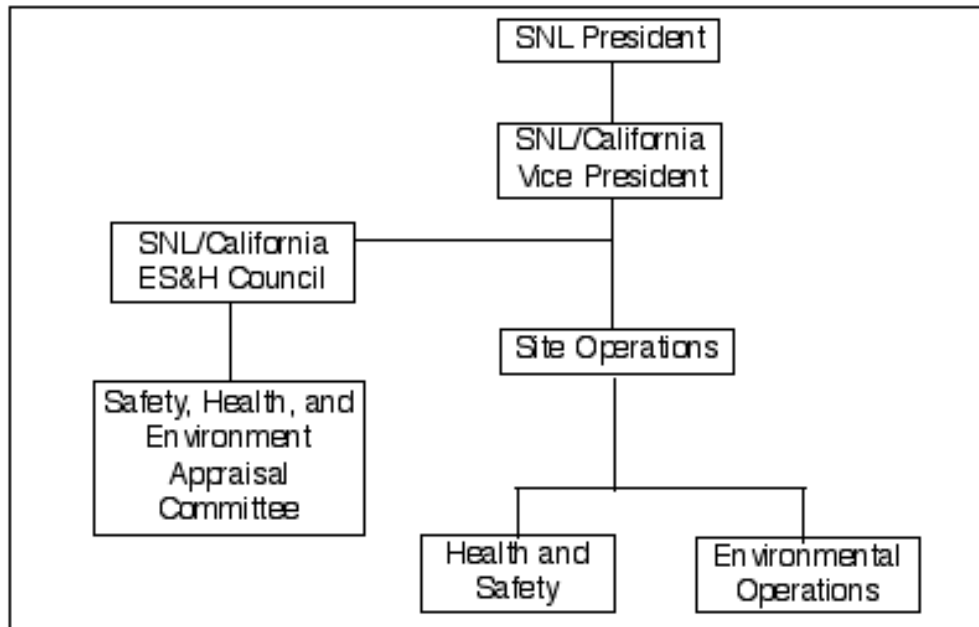 SNL President
SNL/California
Vice President
SNL/California
ES&H Council
Site Operations
Safety, Health, and
Environment
Appraisal
Committee
Health and
Safety
Environmental
Operations